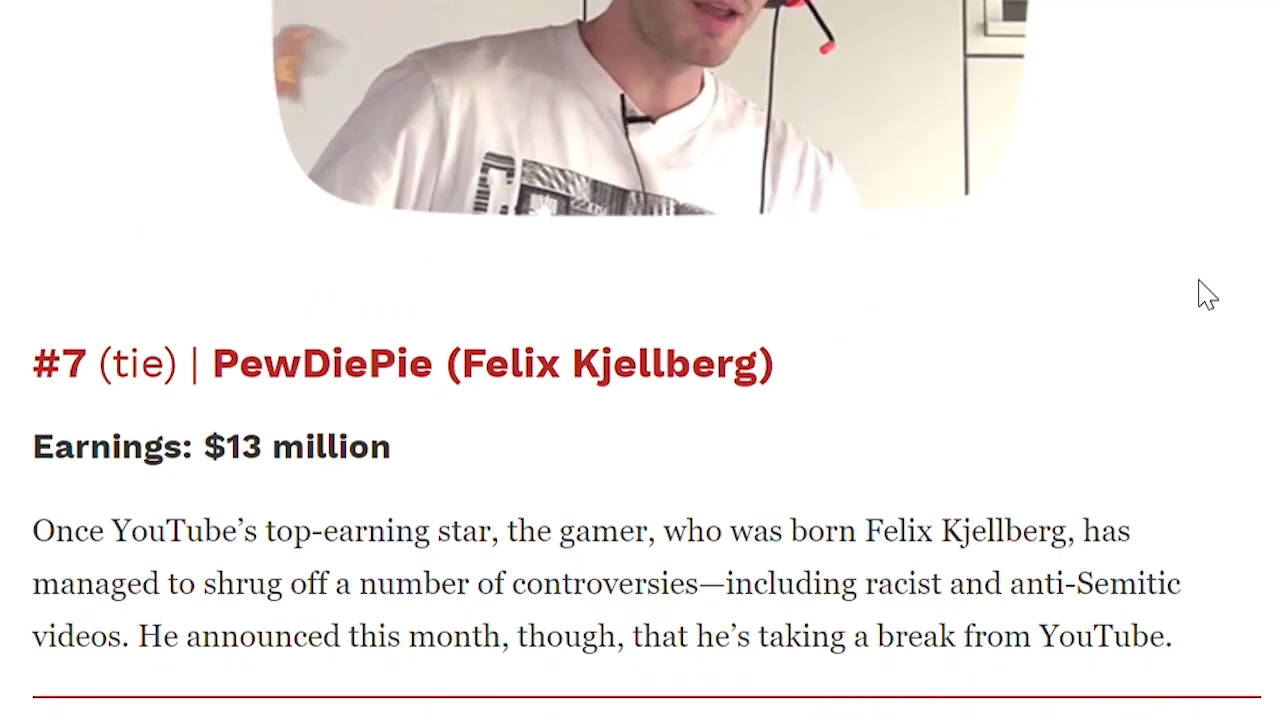 #7 (tie) | PewDiePie (Felix Kjellberg)
Earnings: $13 million
Once YouTube’s top-earning star, the gamer, who was born Felix Kjellberg, has
managed to shrug off a number of controversies—including racist and anti-Semitic
videos. He announced this month, though, that he’s taking a break from YouTube.